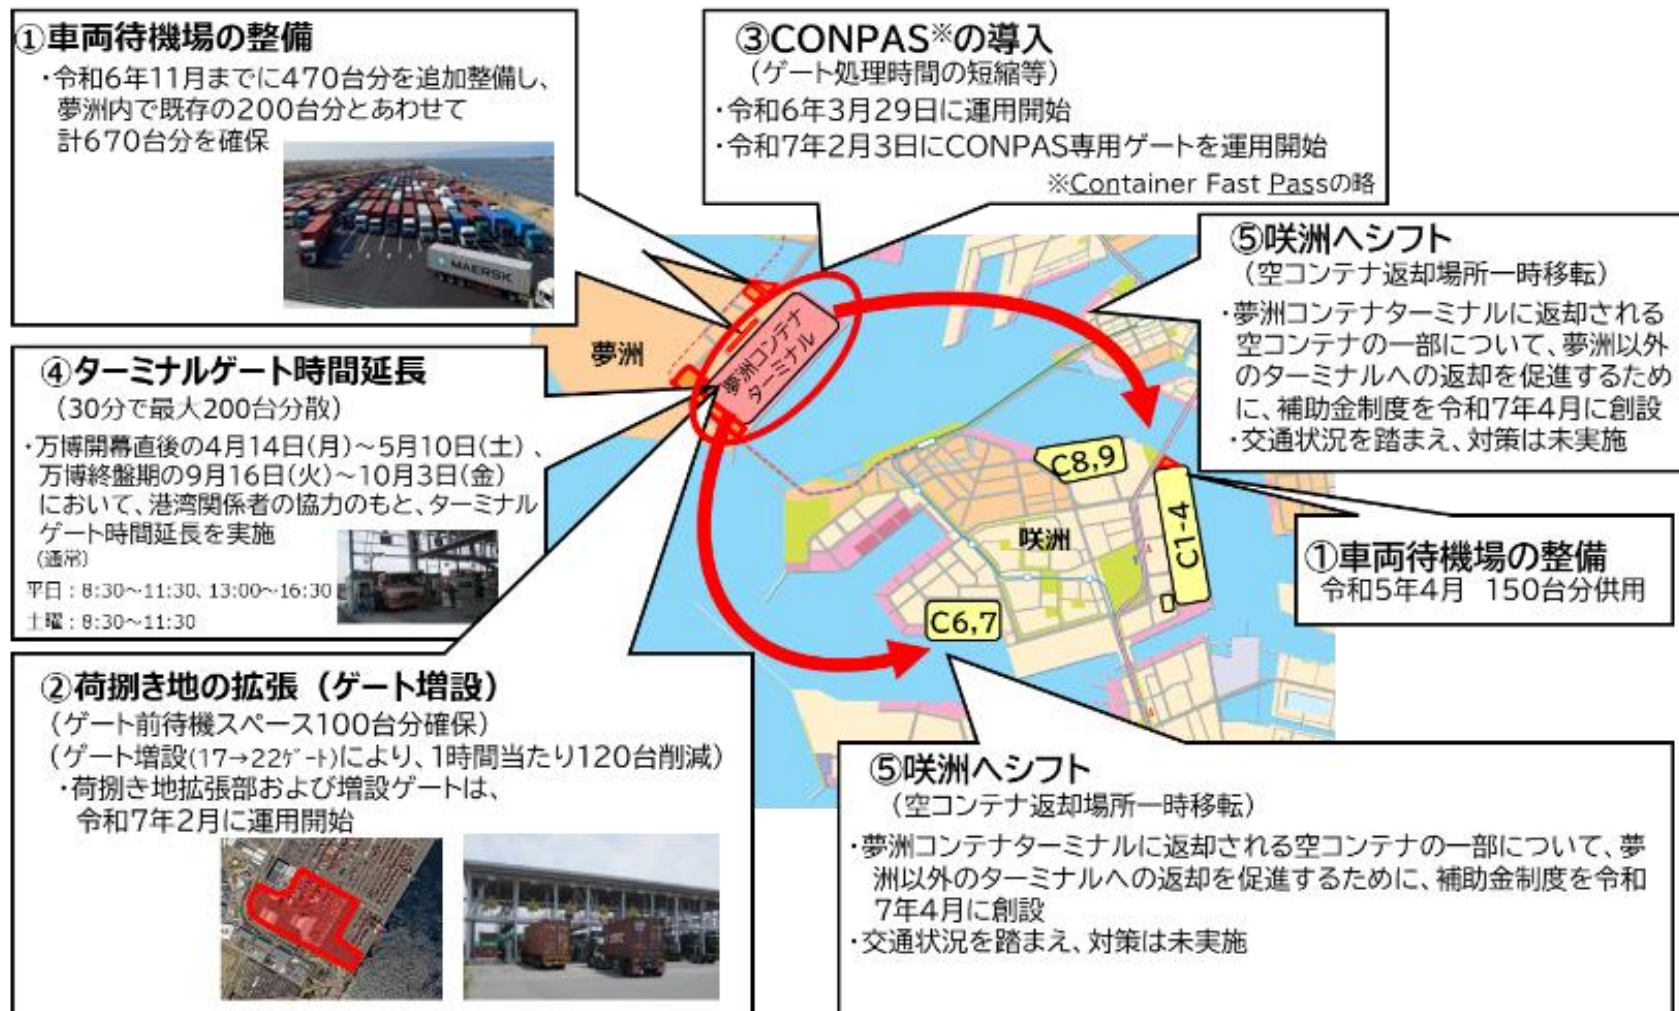 ①車両待機場の整備
・令和6年11月までに470台分を追加整備し、
夢洲内で既存の200台分とあわせて
計670台分を確保
MAERSK
③CONPAS※の導入
（ゲート処理時間の短縮等）
・令和6年3月29日に運用開始
・令和7年2月3日にCONPAS専用ゲートを運用開始
※Container Fast Passの略
⑤咲洲へシフト
（空コンテナ返却場所一時移転）
・夢洲コンテナターミナルに返却される
空コンテナの一部について、夢洲以外
のターミナルへの返却を促進するため
に、補助金制度を令和7年4月に創設
・交通状況を踏まえ、対策は未実施
夢洲
夢洲コンテナ
ターミナル
④ターミナルゲート時間延長
（30分で最大200台分散）
・万博開幕直後の4月14日(月)～5月10日(土)、
万博終盤期の9月16日(火)～10月3日(金)
において、港湾関係者の協力のもと、ターミナル
ゲート時間延長を実施
(通常)
平日：8:30～11:30、13:00～16:30
土曜：8:30～11:30
C8,9
C1-4
咲洲
C6,7
①車両待機場の整備
令和5年4月 150台分供用
②荷捌き地の拡張（ゲート増設）
（ゲート前待機スペース100台分確保）
（ゲート増設(17→22ｹﾞｰﾄ)により、1時間当たり120台削減）
・荷捌き地拡張部および増設ゲートは、
令和7年2月に運用開始
⑤咲洲へシフト
（空コンテナ返却場所一時移転）
・夢洲コンテナターミナルに返却される空コンテナの一部について、夢
洲以外のターミナルへの返却を促進するために、補助金制度を令和
7年4月に創設
・交通状況を踏まえ、対策は未実施